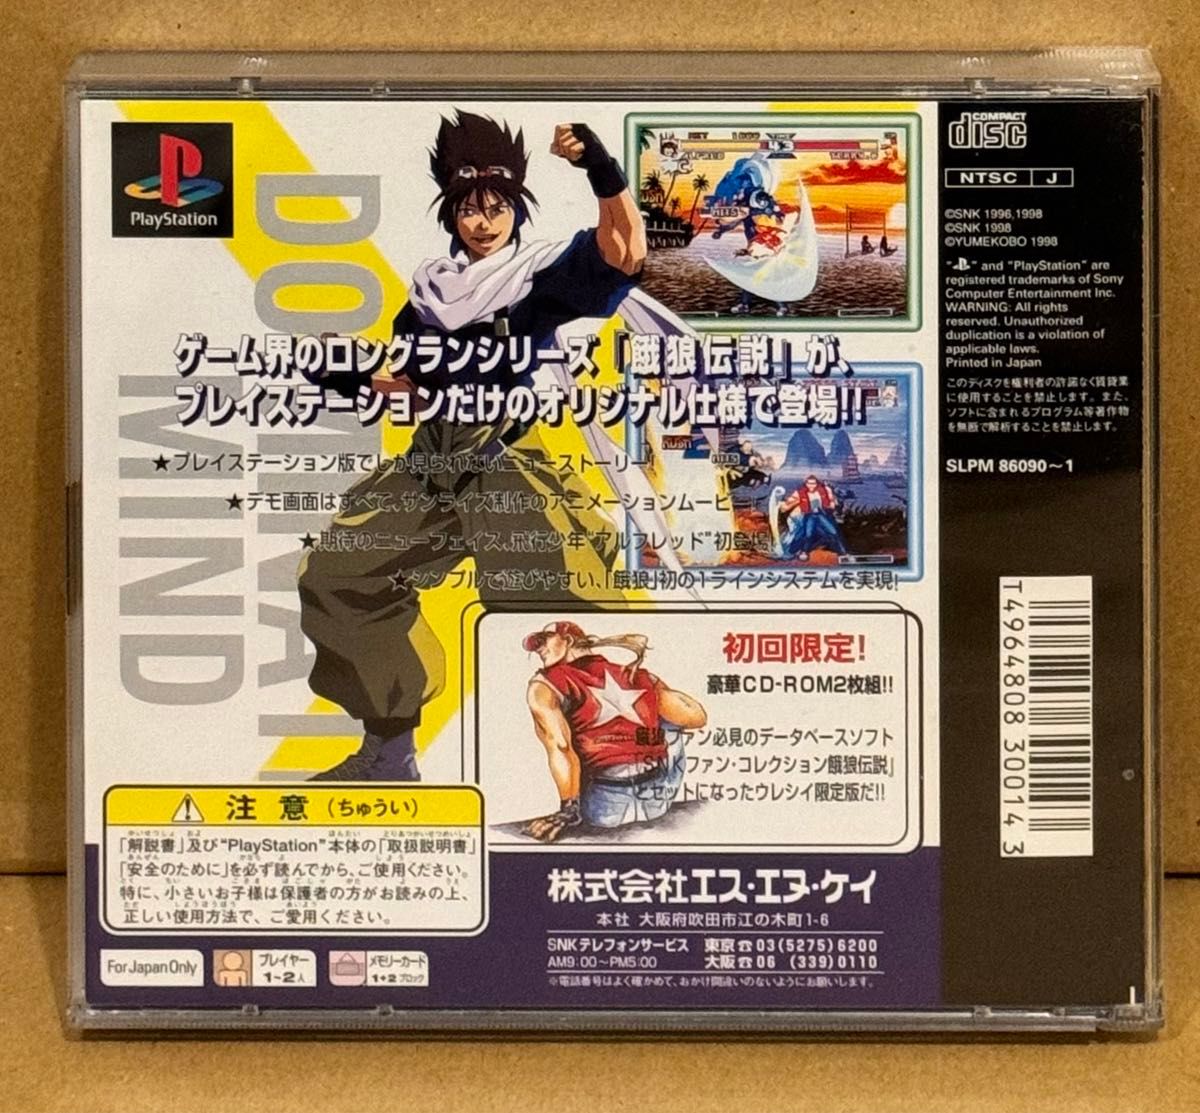 PlayStation
DOMINATED
MIND
ゲーム界のロングランシリーズ「餓狼伝説」が、
プレイステーションだけのオリジナル仕様で登場!!
★プレイステーション版でしか見られないニューストーリー!
★デモ画面はすべて、サンライズ制作のアニメーションムービー!
★期待のニューフェイス、飛行少年"アルフレッド"初登場!
★シンプルで遊びやすい、「餓狼」初の1ラインシステムを実現!
初回限定!
豪華CD-ROM2枚組!!
餓狼ファン必見のデータベースソフト
「SNKファン・コレクション餓狼伝説」
とセットになったウレシイ限定版だ!!
注意(ちゅうい)
「解説書」及び"PlayStation"本体の「取扱説明書」
「安全のために」を必ず読んでから、ご使用ください。
特に、小さいお子様は保護者の方がお読みの上、
正しい使用方法で、ご愛用ください。
For Japan Only
プレイヤー
1~2人
メモリーカード
1+2ブロック
株式会社エス・エヌ・ケイ
本社 大阪府吹田市江の木町1-6
SNKテレフォンサービス 東京☎03(5275)6200
AM9:00~PM5:00 大阪☎06 (339)0110
※電話番号はよく確かめて、おかけ間違いのないようにお願いします。
COMPACT
disc
NTSC J
©SNK 1996,1998
©SNK 1998
©YUMEKOBO 1998
" " and "PlayStation" are
registered trademarks of Sony
Computer Entertainment Inc.
WARNING: All rights
reserved. Unauthorized
duplication is a violation of
applicable laws.
Printed in Japan
このディスクを権利者の許諾なく賃貸業
に使用することを禁止します。また、
ソフトに含まれるプログラム等著作物
を無断で解析することを禁止します。
SLPM 86090~1
T4964808 300014 3